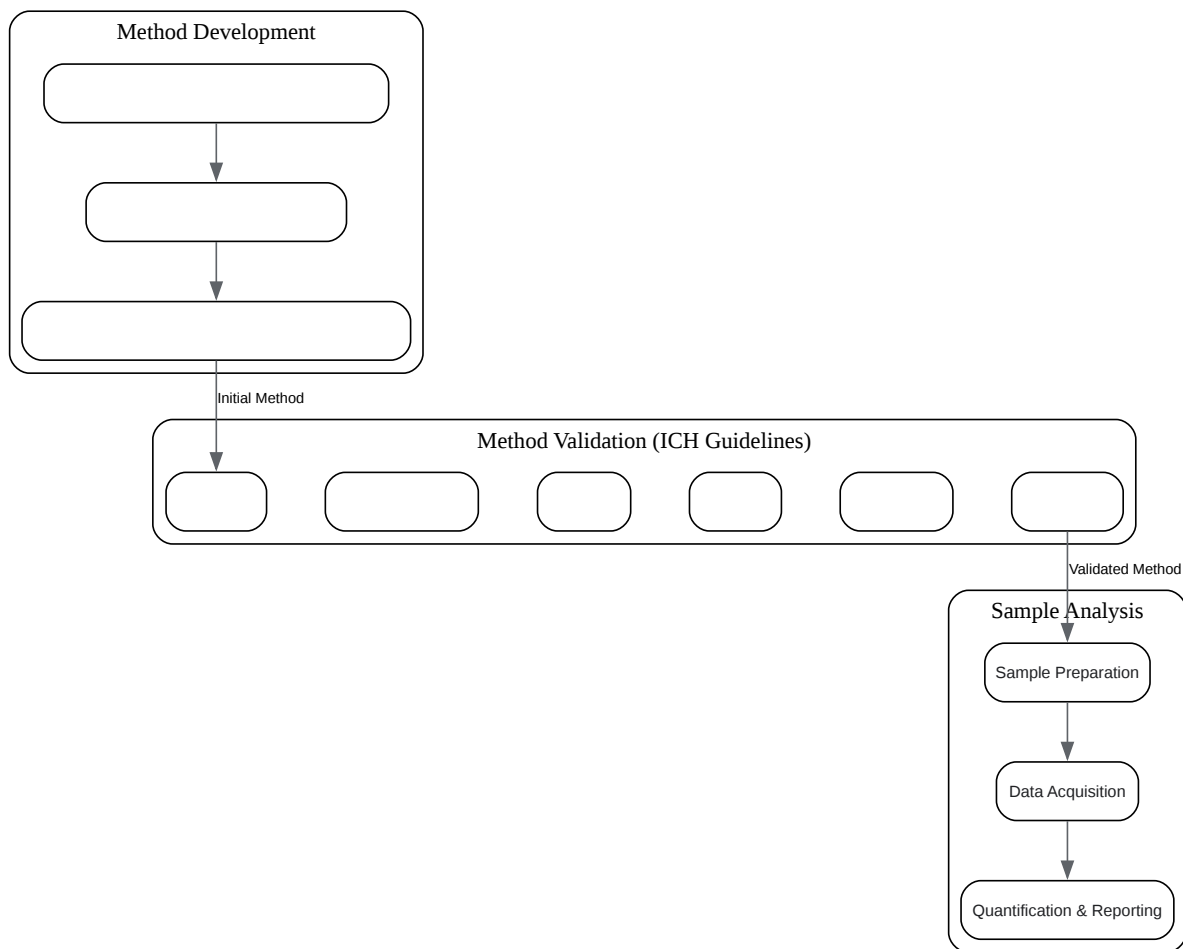 Method Development
Initial Method
Method Validation (ICH Guidelines)
Validated Method
Sample Analysis
Sample Preparation
Data Acquisition
Quantification & Reporting